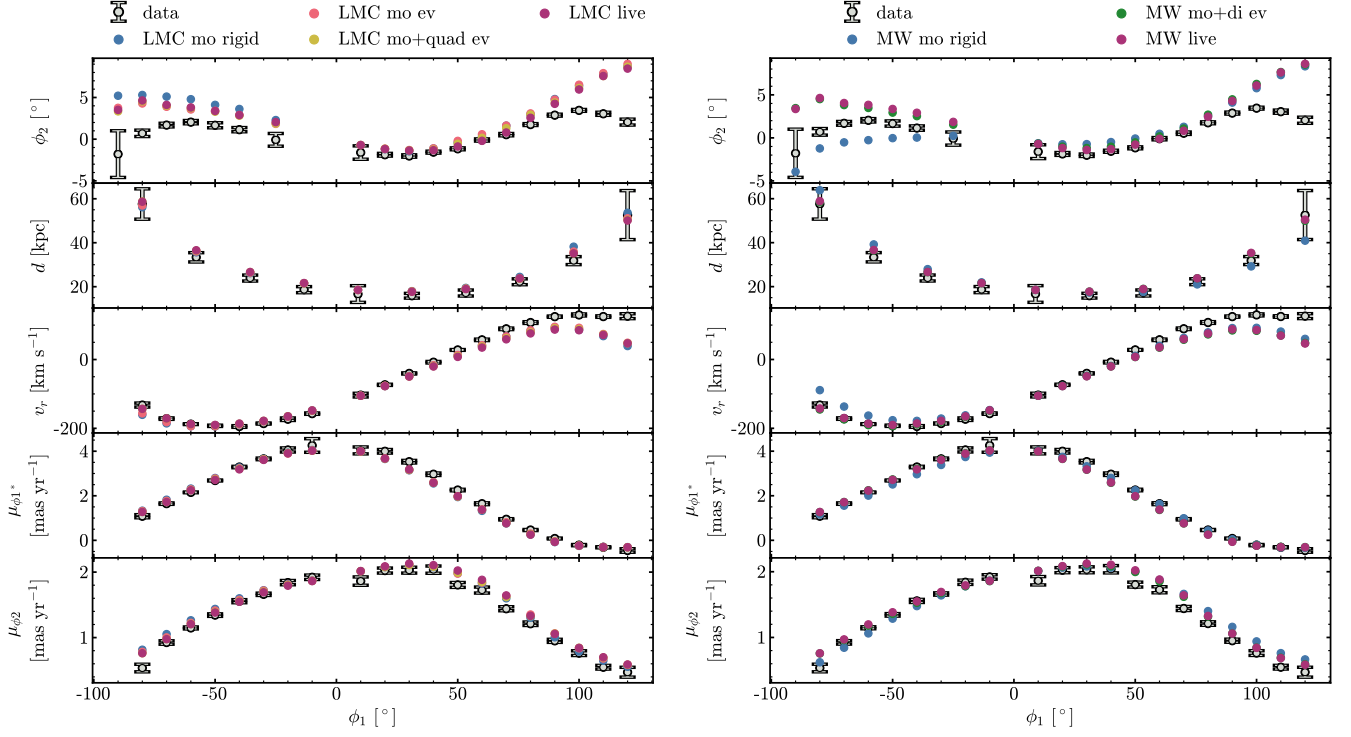 data
LMC mo ev
LMC live
LMC mo rigid
LMC mo+quad ev
ϕ2 [°]
5
0
-5
d [kpc]
60
40
20
vr [km s−1]
0
-200
μϕ1* [mas yr−1]
4
2
0
μϕ2 [mas yr−1]
2
1
-100
-50
0
50
100
ϕ1 [°]
data
MW mo+di ev
MW mo rigid
MW live
ϕ2 [°]
5
0
-5
d [kpc]
60
40
20
vr [km s−1]
0
-200
μϕ1* [mas yr−1]
4
2
0
μϕ2 [mas yr−1]
2
1
-100
-50
0
50
100
ϕ1 [°]